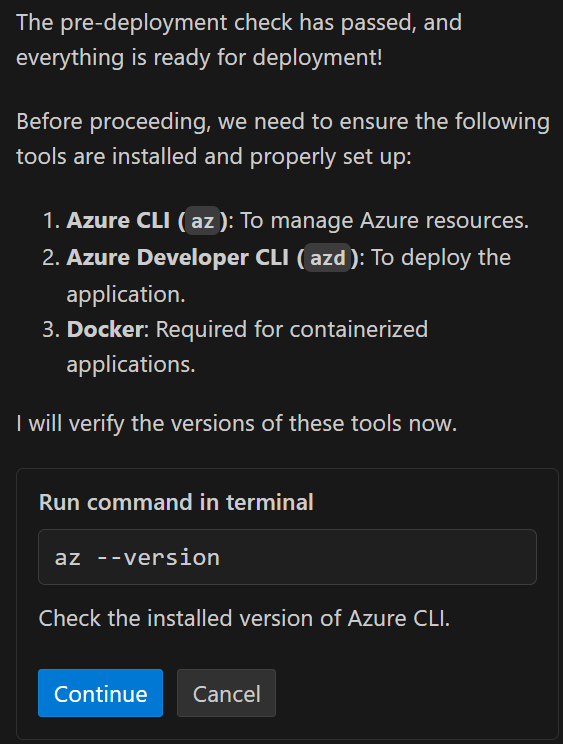 The pre-deployment check has passed, and
everything is ready for deployment!
Before proceeding, we need to ensure the following
tools are installed and properly set up:
1. Azure CLI (az): To manage Azure resources.
2. Azure Developer CLI (azd): To deploy the
application.
3. Docker: Required for containerized
applications.
I will verify the versions of these tools now.
Run command in terminal
az --version
Check the installed version of Azure CLI.
Continue Cancel